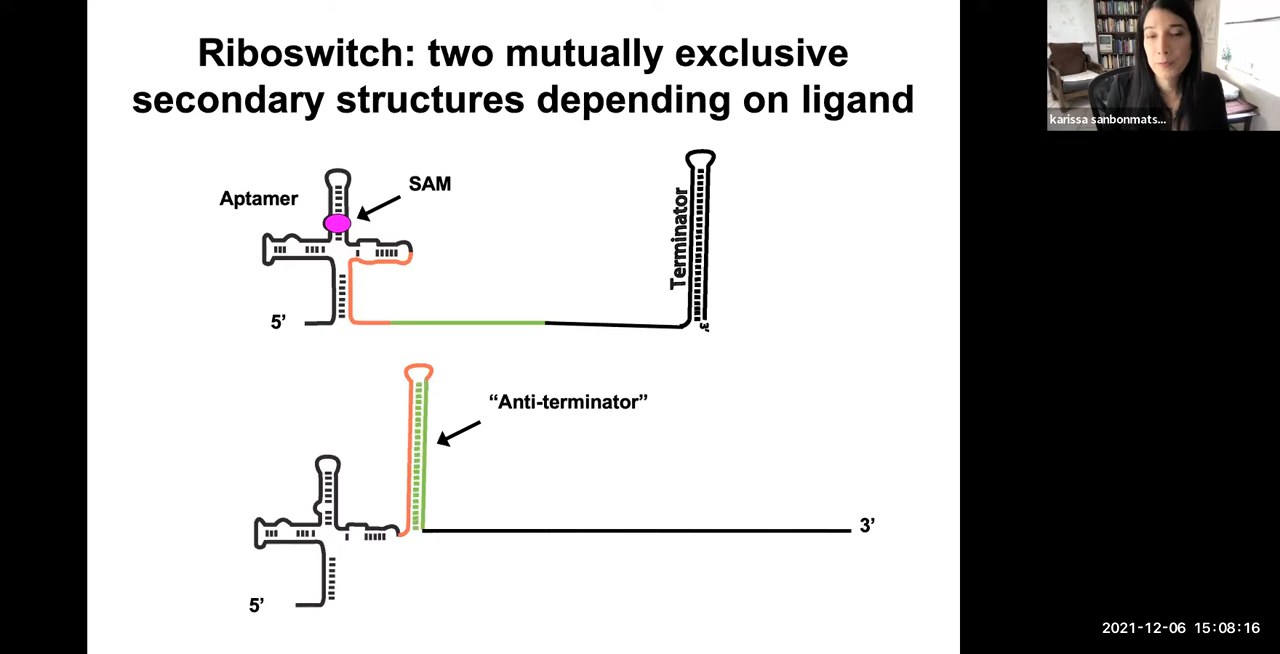 Riboswitch: two mutually exclusive
secondary structures depending on ligand
karissa sanbonmats...
Aptamer
SAM
Terminator
5’
3’
“Anti-terminator”
3’
5’
2021-12-06 15:08:16